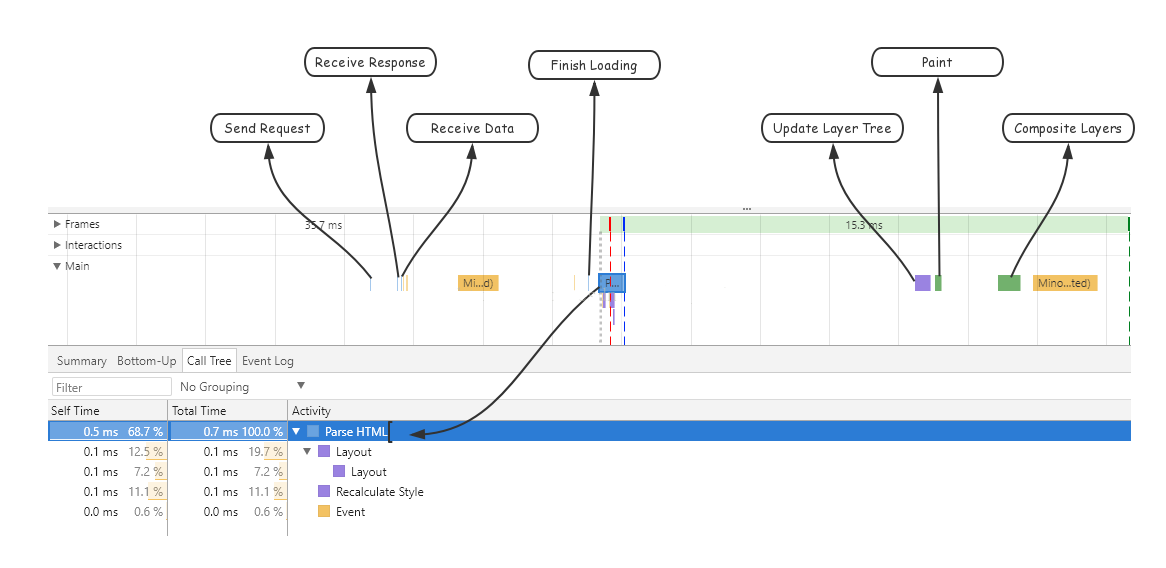 Receive Response
Finish Loading
Paint
Send Request
Receive Data
Update Layer Tree
Composite Layers
...
Frames
35.7 ms
15.3 ms
Interactions
Main
Mi...d)
P...
Mino...ted)
Summary Bottom-Up Call Tree Event Log
Filter No Grouping
Self Time Total Time Activity
0.5 ms 68.7 % 0.7 ms 100.0 % Parse HTML
0.1 ms 12.5 % 0.1 ms 19.7 % Layout
0.1 ms 7.2 % 0.1 ms 7.2 % Layout
0.1 ms 11.1 % 0.1 ms 11.1 % Recalculate Style
0.0 ms 0.6 % 0.0 ms 0.6 % Event